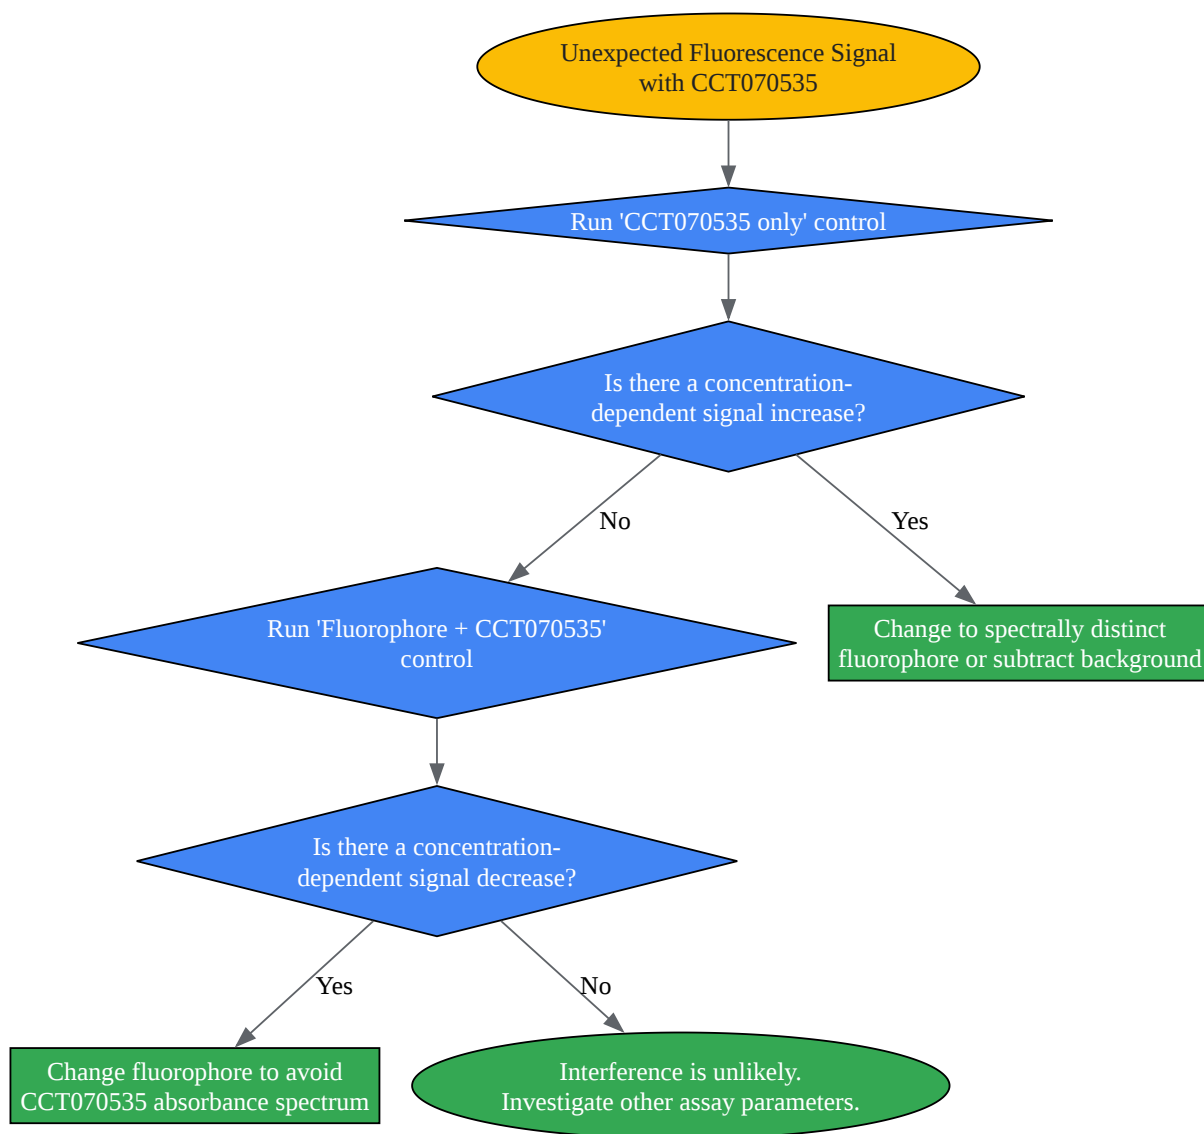 Unexpected Fluorescence Signal
with CCT070535
Run 'CCT070535 only' control
Is there a concentration-
dependent signal increase?
No
Yes
Run 'Fluorophore + CCT070535'
control
Change to spectrally distinct
fluorophore or subtract background
Is there a concentration-
dependent signal decrease?
Yes
No
Change fluorophore to avoid
CCT070535 absorbance spectrum
Interference is unlikely.
Investigate other assay parameters.